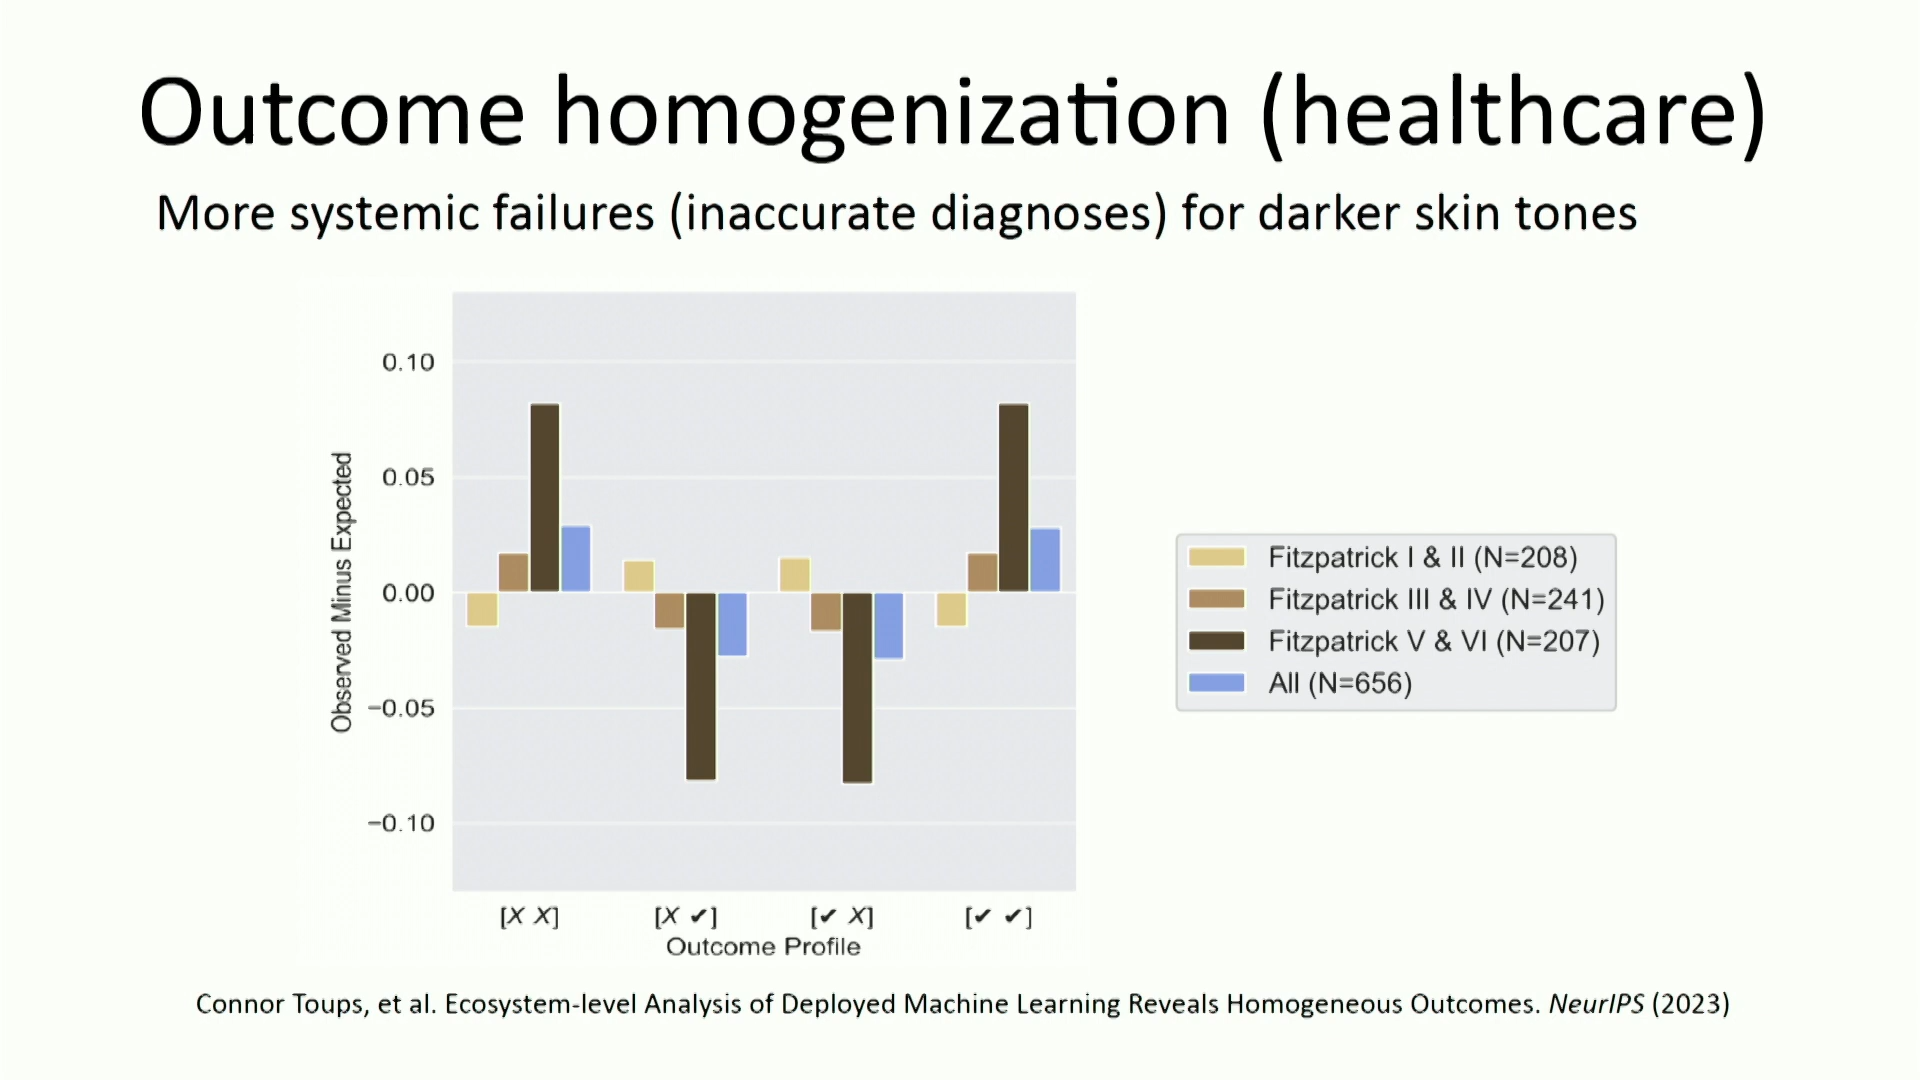 Outcome homogenization (healthcare)
More systemic failures (inaccurate diagnoses) for darker skin tones
0.10
0.05
0.00
−0.05
−0.10
Observed Minus Expected
[X X]
[X ✔]
[✔ X]
[✔ ✔]
Outcome Profile
Fitzpatrick I & II (N=208)
Fitzpatrick III & IV (N=241)
Fitzpatrick V & VI (N=207)
All (N=656)
Connor Toups, et al. Ecosystem-level Analysis of Deployed Machine Learning Reveals Homogeneous Outcomes. NeurIPS (2023)